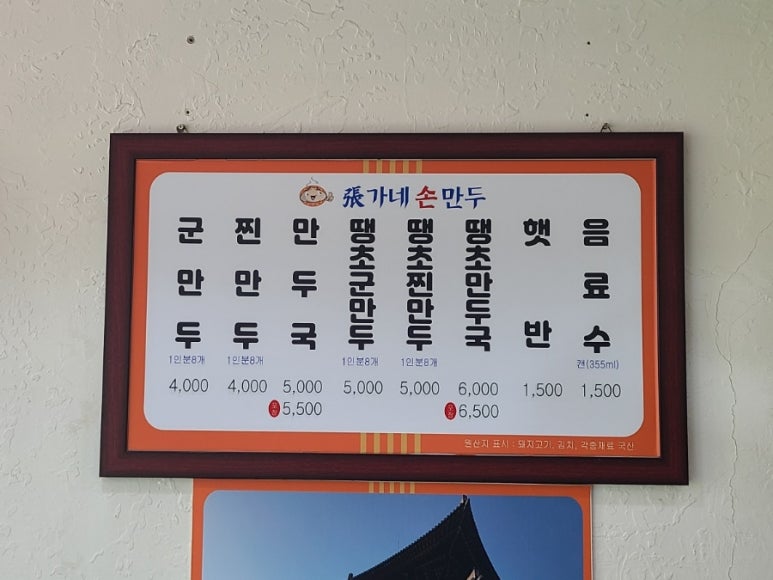 張가네 손만두
군만두
1인분8개
4,000
찐만두
1인분8개
4,000
만두국
5,000
포장 5,500
땡초군만두
1인분8개
5,000
땡초찐만두
1인분8개
5,000
땡초만두국
6,000
포장 6,500
햇반
1,500
음료수
캔(355ml)
1,500
원산지 표시 : 돼지고기, 김치, 각종재료 국산